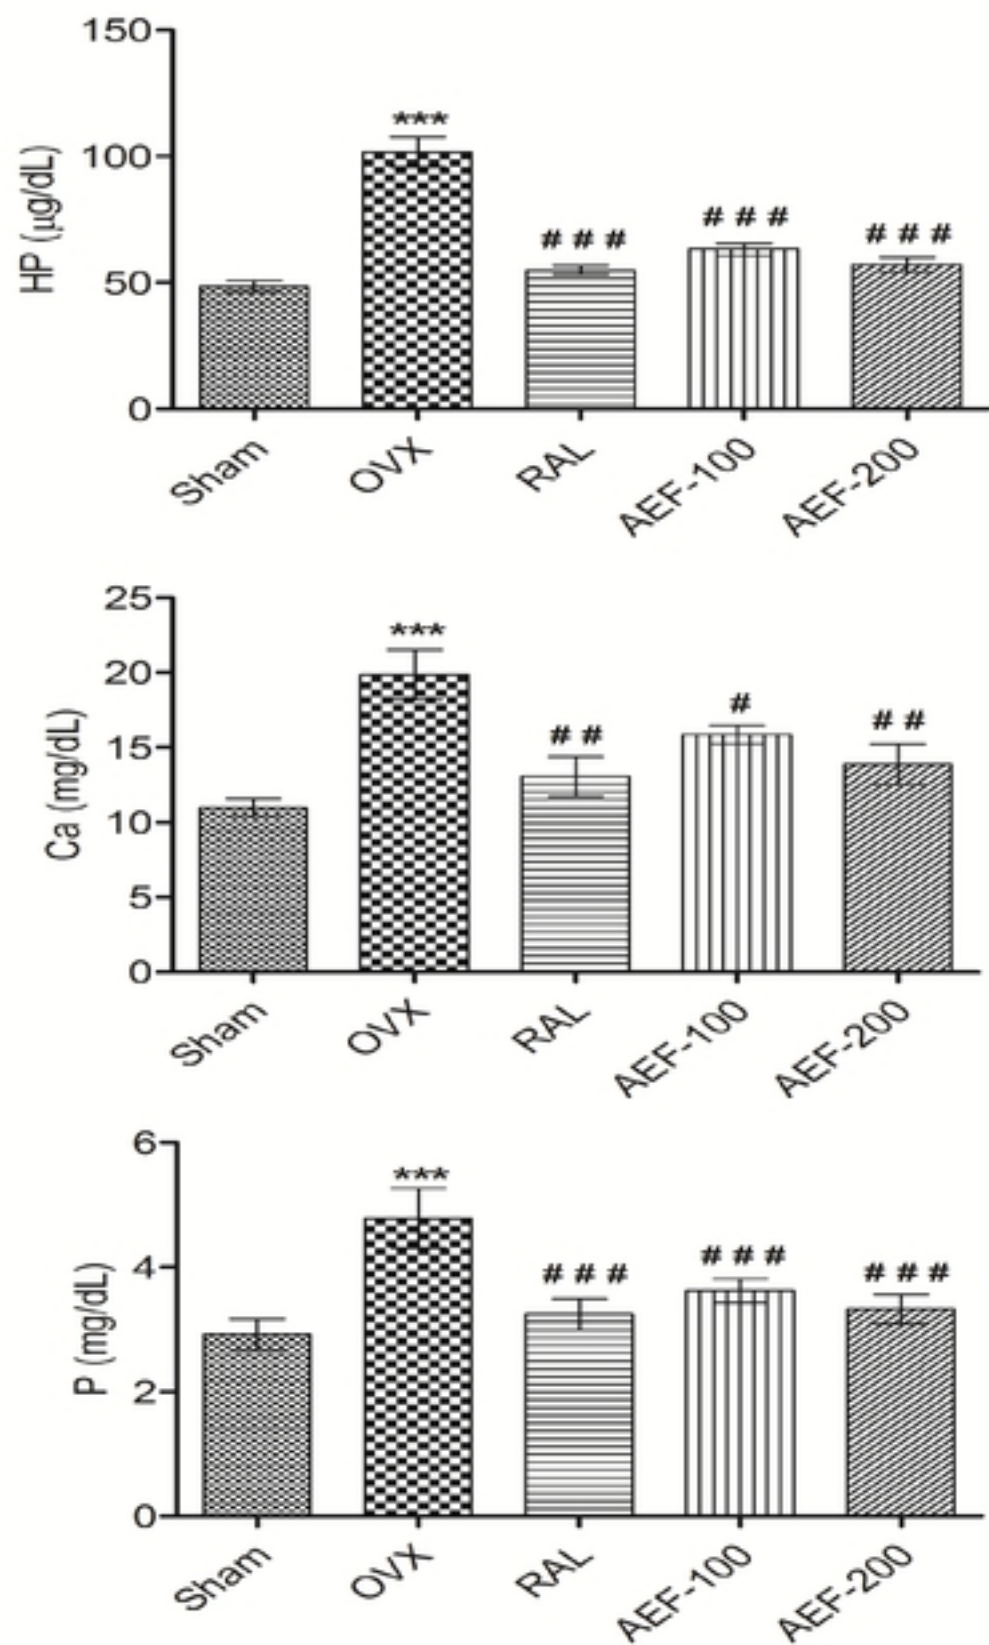 150
100
50
0
HP (µg/dL)
***
# # #
# # #
# # #
Sham
OVX
RAL
AEF-100
AEF-200
25
20
15
10
5
0
Ca (mg/dL)
***
# #
#
# #
Sham
OVX
RAL
AEF-100
AEF-200
6
4
2
0
P (mg/dL)
***
# # #
# # #
# # #
Sham
OVX
RAL
AEF-100
AEF-200